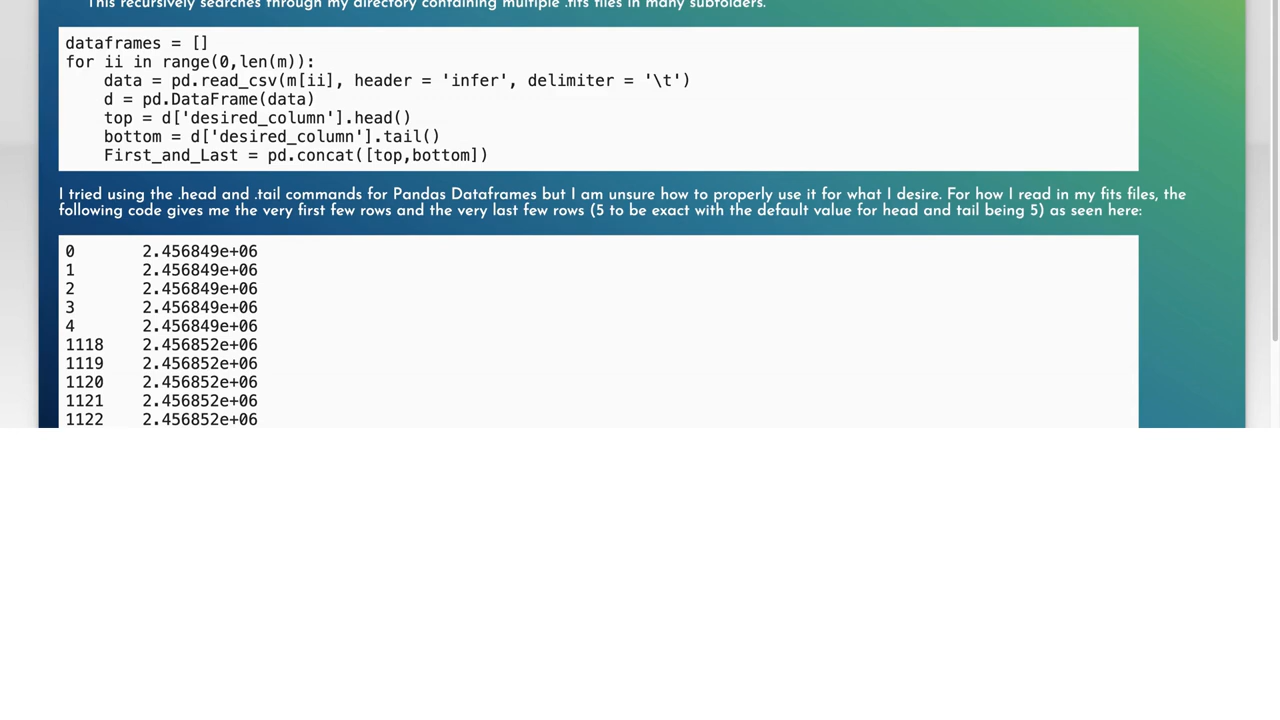 This recursively searches through my directory containing multiple .fits files in many subfolders.
dataframes = []
for ii in range(0,len(m)):
    data = pd.read_csv(m[ii], header = 'infer', delimiter = '\t')
    d = pd.DataFrame(data)
    top = d['desired_column'].head()
    bottom = d['desired_column'].tail()
    First_and_Last = pd.concat([top,bottom])
I tried using the .head and .tail commands for Pandas Dataframes but I am unsure how to properly use it for what I desire. For how I read in my fits files, the
following code gives me the very first few rows and the very last few rows (5 to be exact with the default value for head and tail being 5) as seen here:
0       2.456849e+06
1       2.456849e+06
2       2.456849e+06
3       2.456849e+06
4       2.456849e+06
1118    2.456852e+06
1119    2.456852e+06
1120    2.456852e+06
1121    2.456852e+06
1122    2.456852e+06